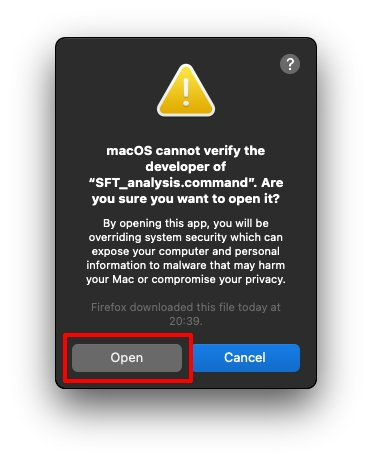 ?
macOS cannot verify the
developer of
“SFT_analysis.command”. Are
you sure you want to open it?
By opening this app, you will be
overriding system security which can
expose your computer and personal
information to malware that may harm
your Mac or compromise your privacy.
Firefox downloaded this file today at
20:39.
Open
Cancel